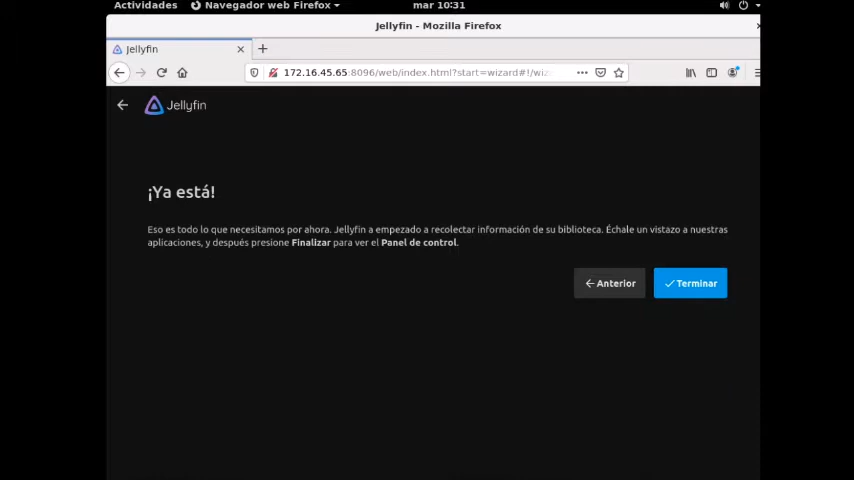 Actividades Navegador web Firefox mar 10:31
Jellyfin - Mozilla Firefox
Jellyfin
172.16.45.65:8096/web/index.html?start=wizard#!/wiz
Jellyfin
¡Ya está!
Eso es todo lo que necesitamos por ahora. Jellyfin a empezado a recolectar información de su biblioteca. Échale un vistazo a nuestras
aplicaciones, y después presione Finalizar para ver el Panel de control.
Anterior Terminar